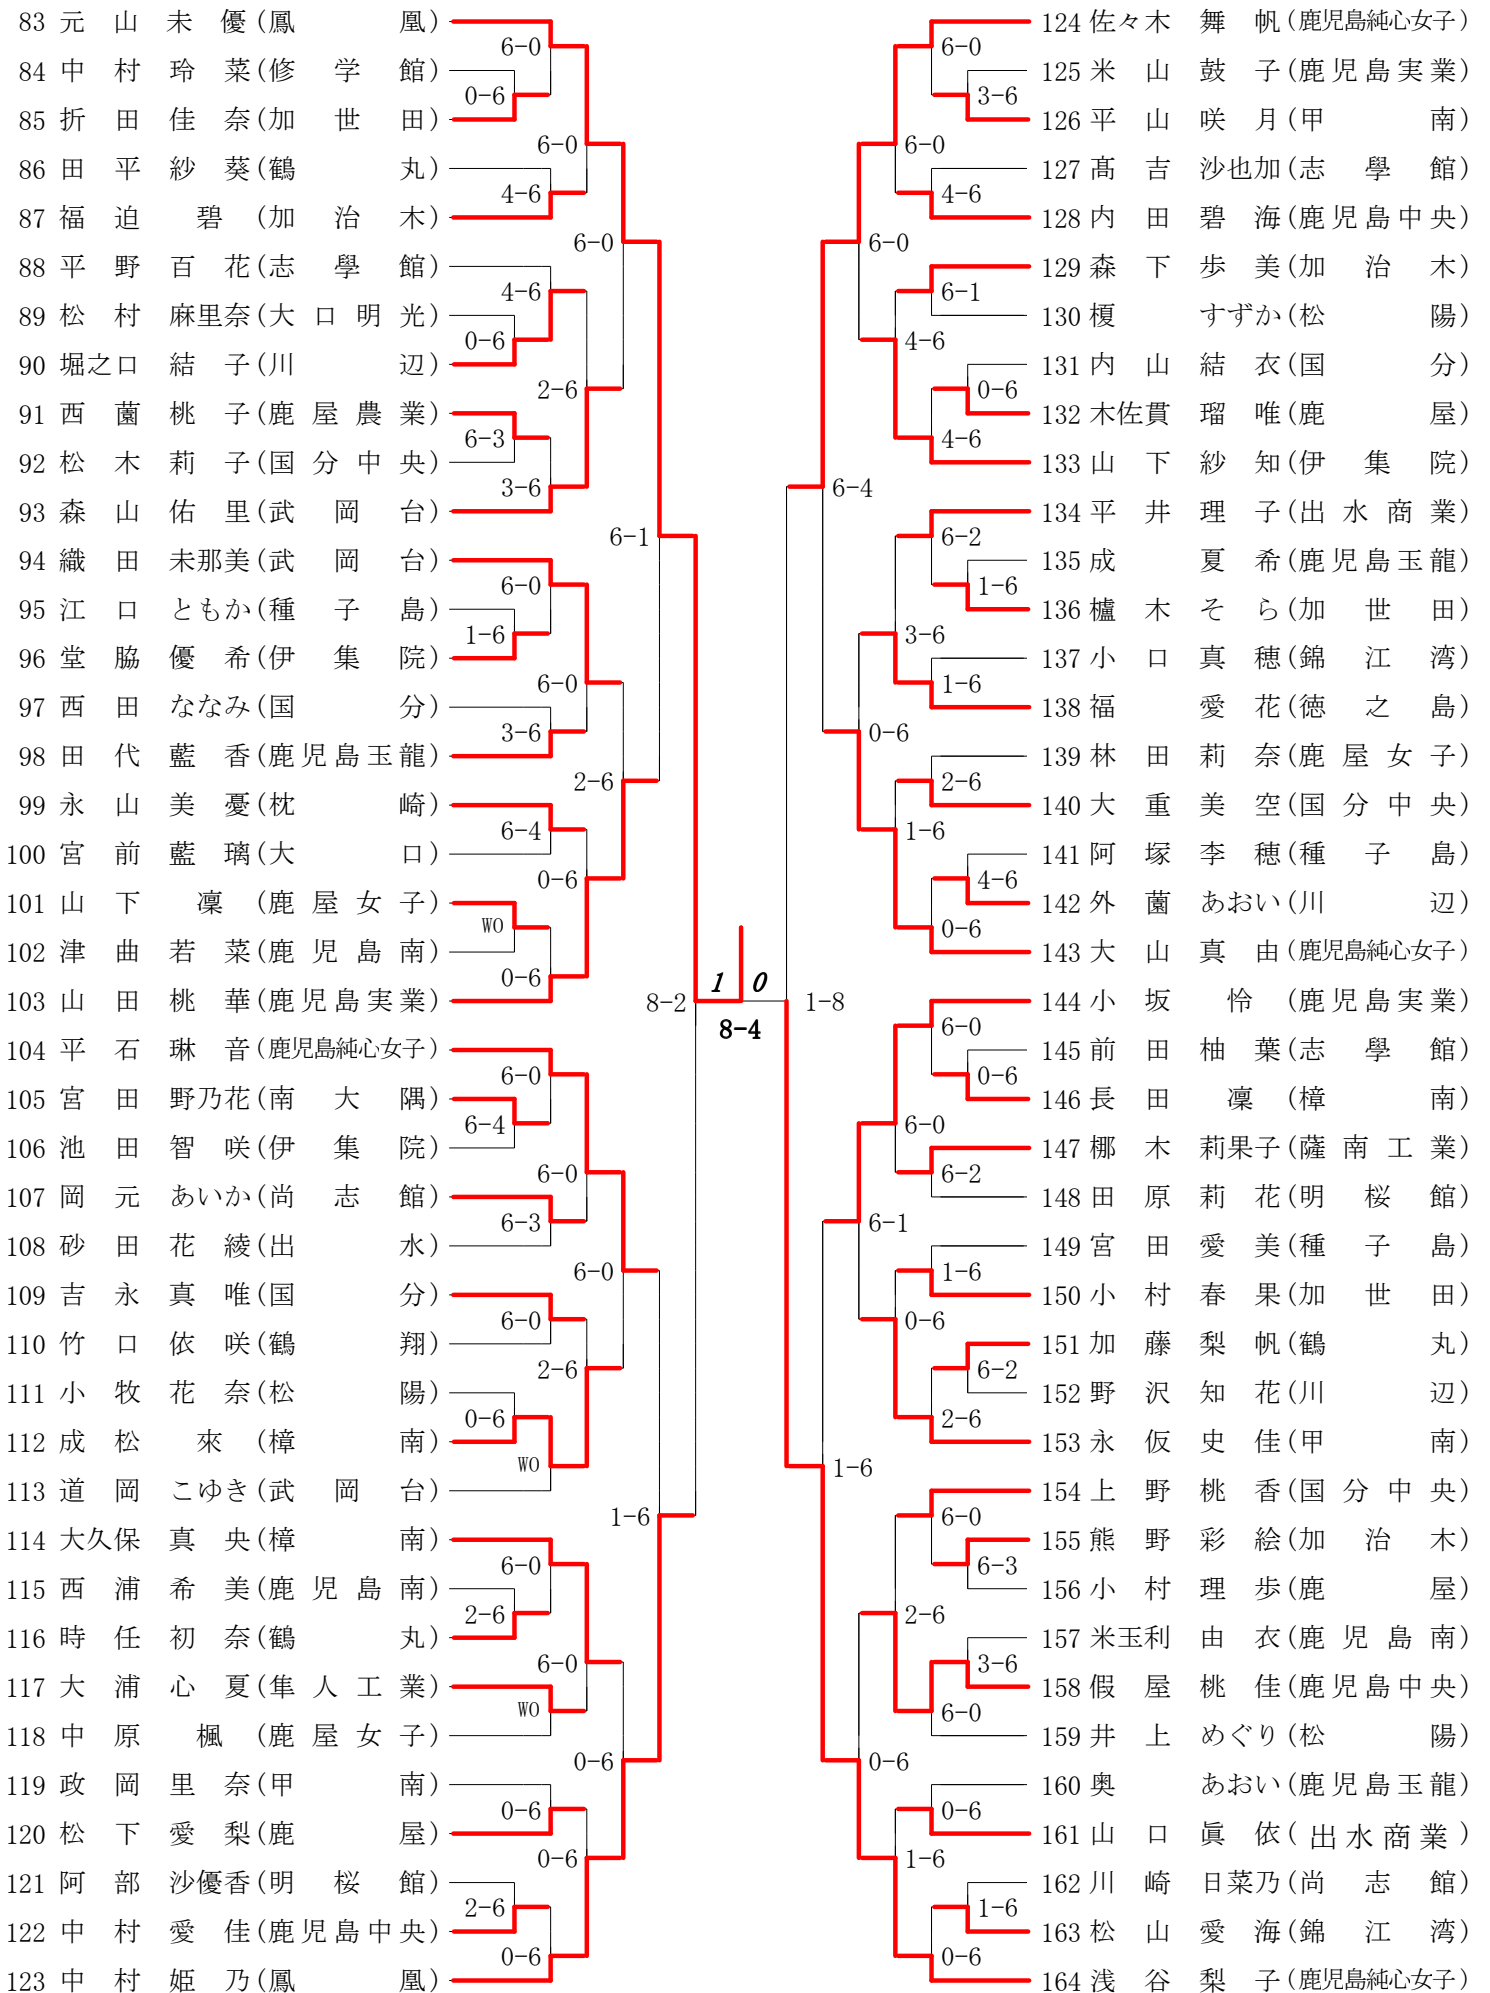 83 元山未優(鳳凰)
6-0
84 中村玲菜(修学館)
0-6
85 折田佳奈(加世田)
6-0
86 田平紗葵(鶴丸)
4-6
87 福迫碧(加治木)
6-0
88 平野百花(志學館)
4-6
89 松村麻里奈(大口明光)
0-6
90 堀之口結子(川辺)
2-6
91 西薗桃子(鹿屋農業)
6-3
92 松木莉子(国分中央)
3-6
93 森山佑里(武岡台)
6-1
94 織田未那美(武岡台)
6-0
95 江口ともか(種子島)
1-6
96 堂脇優希(伊集院)
6-0
97 西田ななみ(国分)
3-6
98 田代藍香(鹿児島玉龍)
2-6
99 永山美憂(枕崎)
6-4
100 宮前藍璃(大口)
0-6
101 山下凜(鹿屋女子)
WO
102 津曲若菜(鹿児島南)
0-6
103 山田桃華(鹿児島実業)
8-2
104 平石琳音(鹿児島純心女子)
6-0
105 宮田野乃花(南大隅)
6-4
106 池田智咲(伊集院)
6-0
107 岡元あいか(尚志館)
6-3
108 砂田花綾(出水)
6-0
109 吉永真唯(国分)
6-0
110 竹口依咲(鶴翔)
2-6
111 小牧花奈(松陽)
0-6
112 成松來(樟南)
WO
113 道岡こゆき(武岡台)
1-6
114 大久保真央(樟南)
6-0
115 西浦希美(鹿児島南)
2-6
116 時任初奈(鶴丸)
6-0
117 大浦心夏(隼人工業)
WO
118 中原楓(鹿屋女子)
0-6
119 政岡里奈(甲南)
0-6
120 松下愛梨(鹿屋)
0-6
121 阿部沙優香(明桜館)
2-6
122 中村愛佳(鹿児島中央)
0-6
123 中村姫乃(鳳凰)
1 0
8-4
124 佐々木舞帆(鹿児島純心女子)
6-0
125 米山鼓子(鹿児島実業)
3-6
126 平山咲月(甲南)
6-0
127 髙吉沙也加(志學館)
4-6
128 内田碧海(鹿児島中央)
6-0
129 森下歩美(加治木)
6-1
130 榎すずか(松陽)
4-6
131 内山結衣(国分)
0-6
132 木佐貫瑠唯(鹿屋)
4-6
133 山下紗知(伊集院)
6-4
134 平井理子(出水商業)
6-2
135 成夏希(鹿児島玉龍)
1-6
136 櫨木そら(加世田)
3-6
137 小口真穂(錦江湾)
1-6
138 福愛花(徳之島)
0-6
139 林田莉奈(鹿屋女子)
2-6
140 大重美空(国分中央)
1-6
141 阿塚李穂(種子島)
4-6
142 外薗あおい(川辺)
0-6
143 大山真由(鹿児島純心女子)
1-8
144 小坂怜(鹿児島実業)
6-0
145 前田柚葉(志學館)
0-6
146 長田凜(樟南)
6-0
147 梛木莉果子(薩南工業)
6-2
148 田原莉花(明桜館)
6-1
149 宮田愛美(種子島)
1-6
150 小村春果(加世田)
0-6
151 加藤梨帆(鶴丸)
6-2
152 野沢知花(川辺)
2-6
153 永仮史佳(甲南)
1-6
154 上野桃香(国分中央)
6-0
155 熊野彩絵(加治木)
6-3
156 小村理歩(鹿屋)
2-6
157 米玉利由衣(鹿児島南)
3-6
158 假屋桃佳(鹿児島中央)
6-0
159 井上めぐり(松陽)
0-6
160 奥あおい(鹿児島玉龍)
0-6
161 山口眞依(出水商業)
1-6
162 川崎日菜乃(尚志館)
1-6
163 松山愛海(錦江湾)
0-6
164 浅谷梨子(鹿児島純心女子)